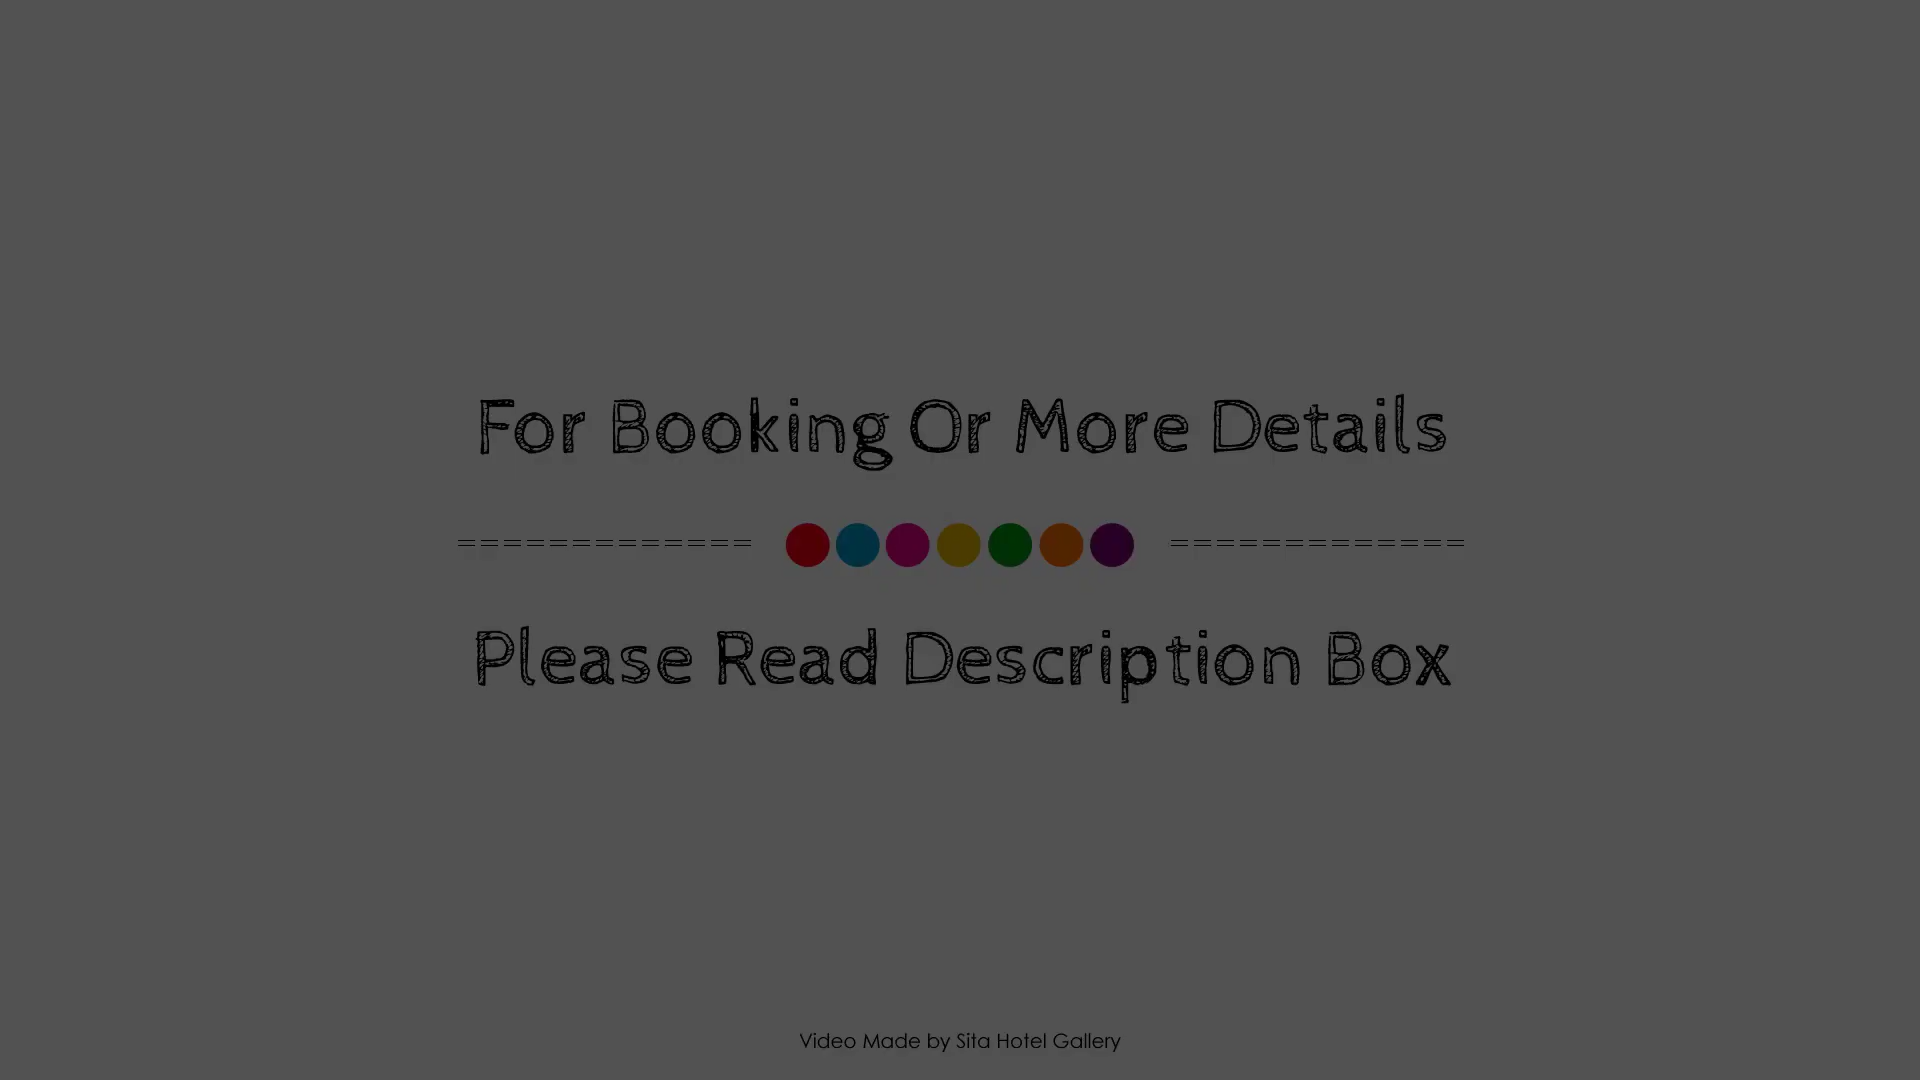 For Booking Or More Details
============= =============
Please Read Description Box
Video Made by Sita Hotel Gallery